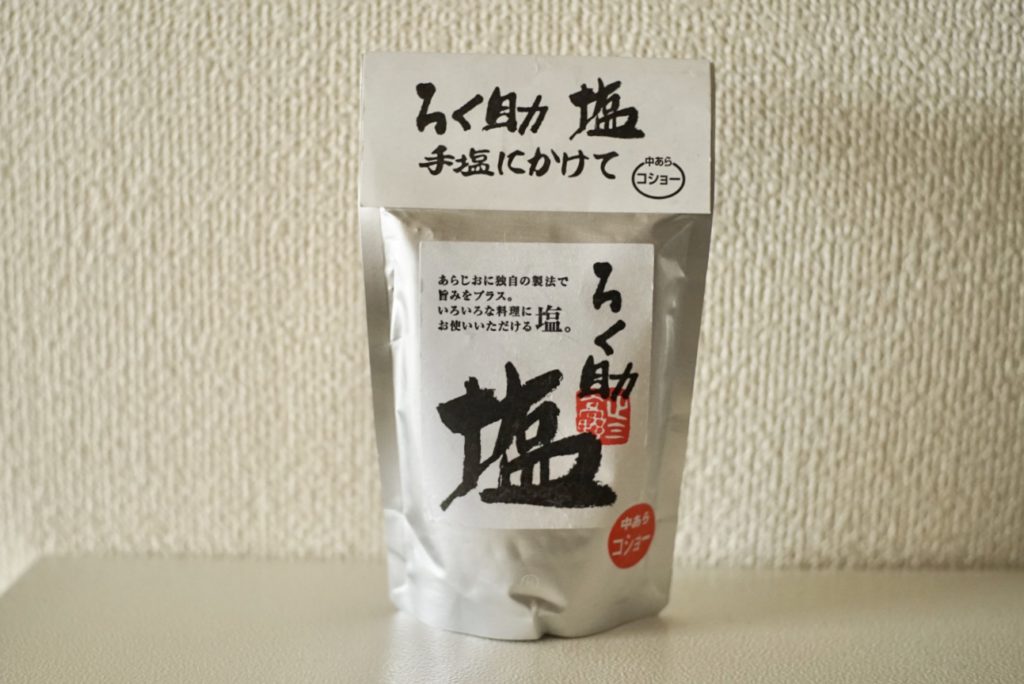 ろく助 塩
手塩にかけて
中あら
コショー
あらじおに独自の製法で
旨みをプラス。
いろいろな料理に
お使いいただける塩。
ろく助
塩
中あら
コショー